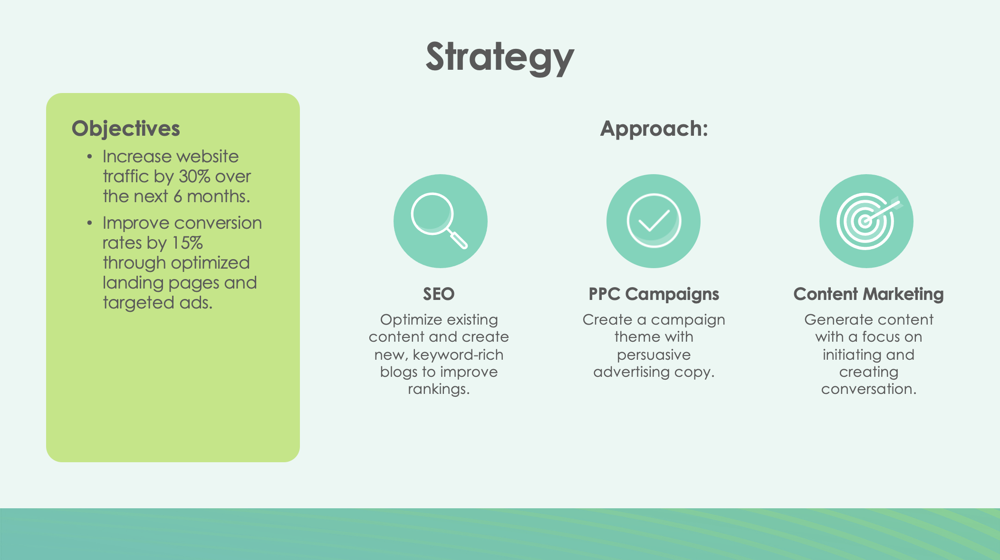 Strategy
Objectives
• Increase website
traffic by 30% over
the next 6 months.
• Improve conversion
rates by 15%
through optimized
landing pages and
targeted ads.
Approach:
SEO
Optimize existing
content and create
new, keyword-rich
blogs to improve
rankings.
PPC Campaigns
Create a campaign
theme with
persuasive
advertising copy.
Content Marketing
Generate content
with a focus on
initiating and
creating
conversation.